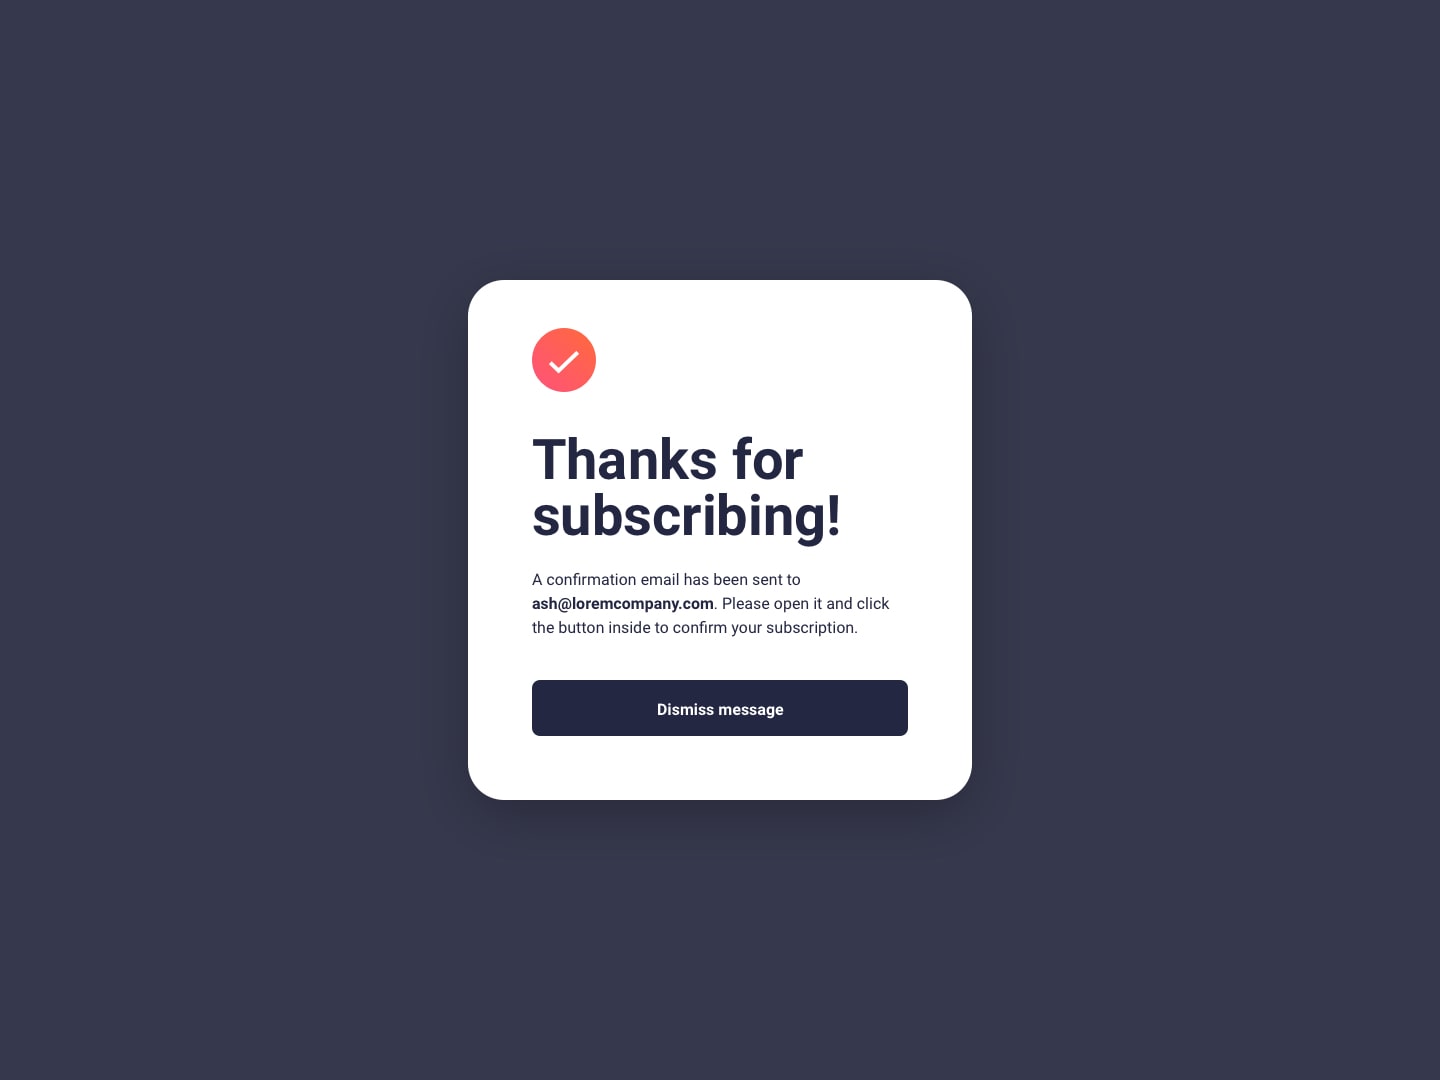 Thanks for
subscribing!
A confirmation email has been sent to
ash@loremcompany.com. Please open it and click
the button inside to confirm your subscription.
Dismiss message